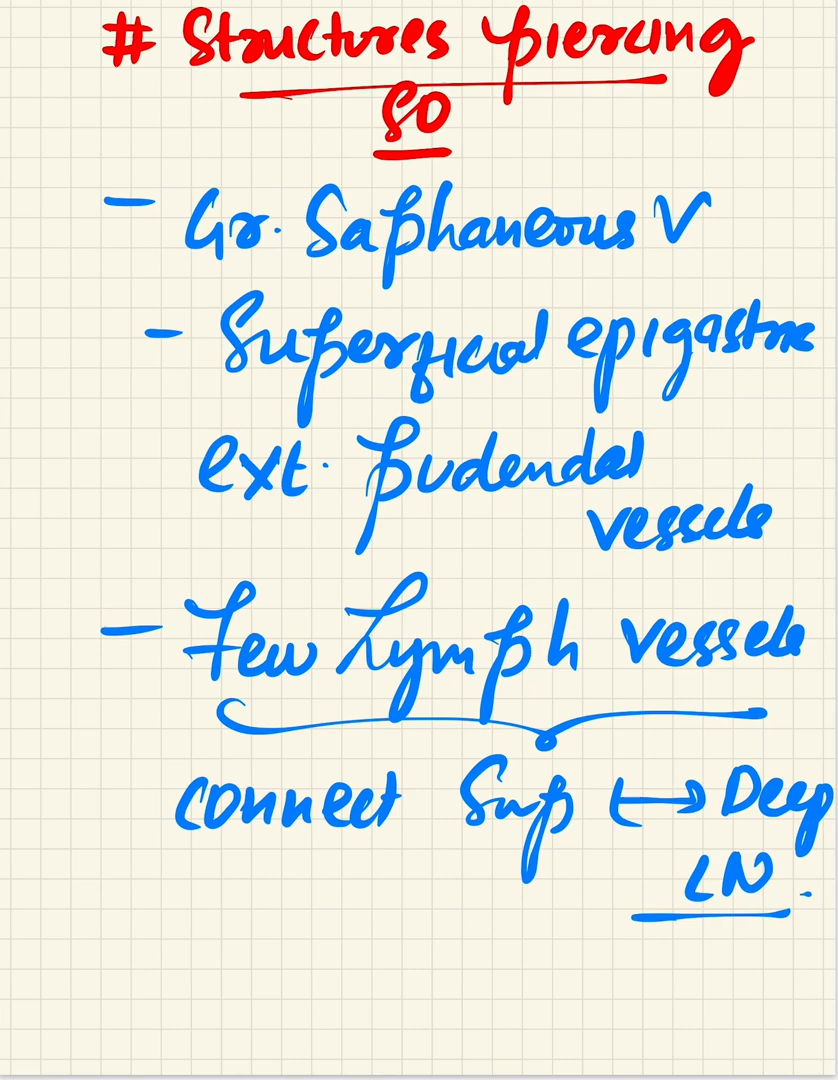 # Structures piercing
SO
- Gr. Saphaneous V
- Superficial epigastric
ext. pudendal
vessels
- Few Lymph vessels
connect Sup ↔ Deep
LN.